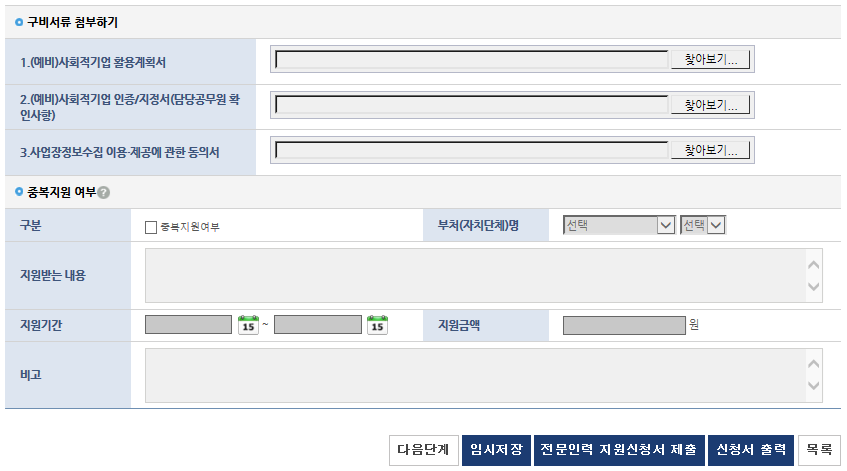 구비서류 첨부하기
1.(예비)사회적기업 활용계획서
찾아보기...
2.(예비)사회적기업 인증/지정서(담당공무원 확
인사항)
찾아보기...
3.사업장정보수집 이용·제공에 관한 동의서
찾아보기...
중복지원 여부?
구분
중복지원여부
부처(자치단체)명
선택
선택
지원받는 내용
지원기간
15
~
15
지원금액
원
비고
다음단계
임시저장
전문인력 지원신청서 제출
신청서 출력
목록